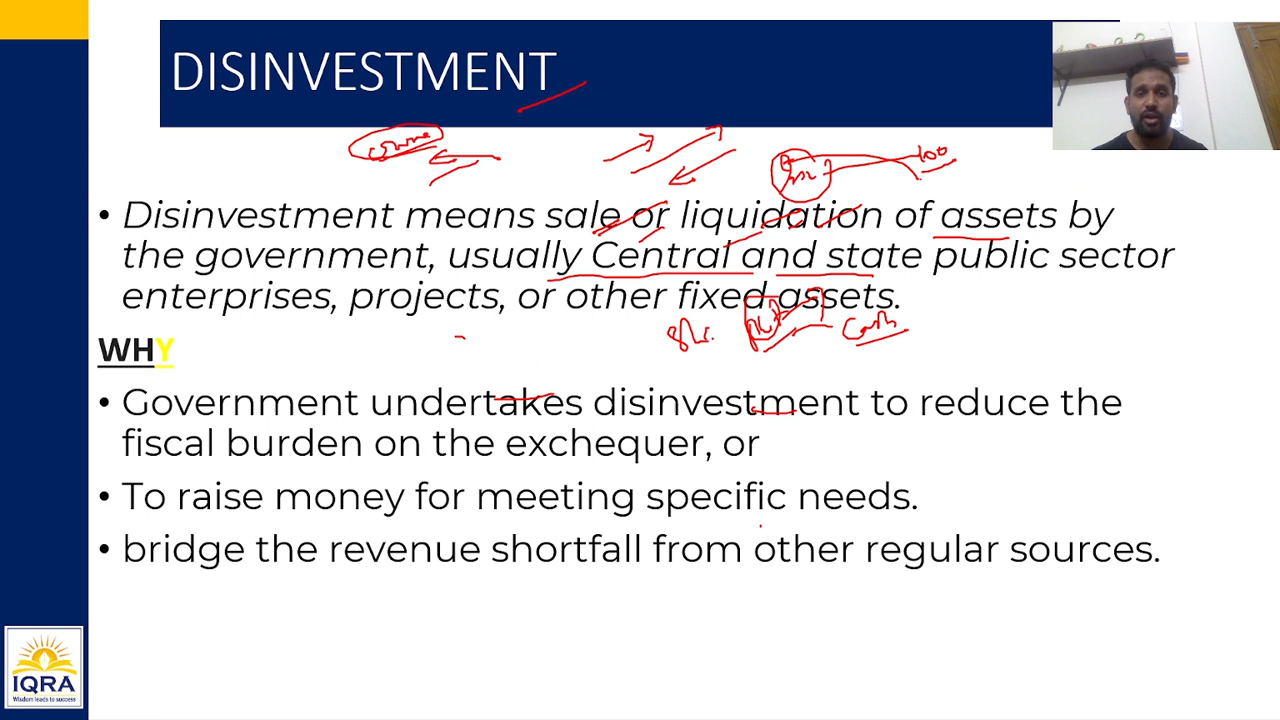 DISINVESTMENT
100
• Disinvestment means sale or liquidation of assets by
the government, usually Central and state public sector
enterprises, projects, or other fixed assets.
Cash
WHY
• Government undertakes disinvestment to reduce the
fiscal burden on the exchequer, or
• To raise money for meeting specific needs.
• bridge the revenue shortfall from other regular sources.
IQRA
Wisdom leads to success